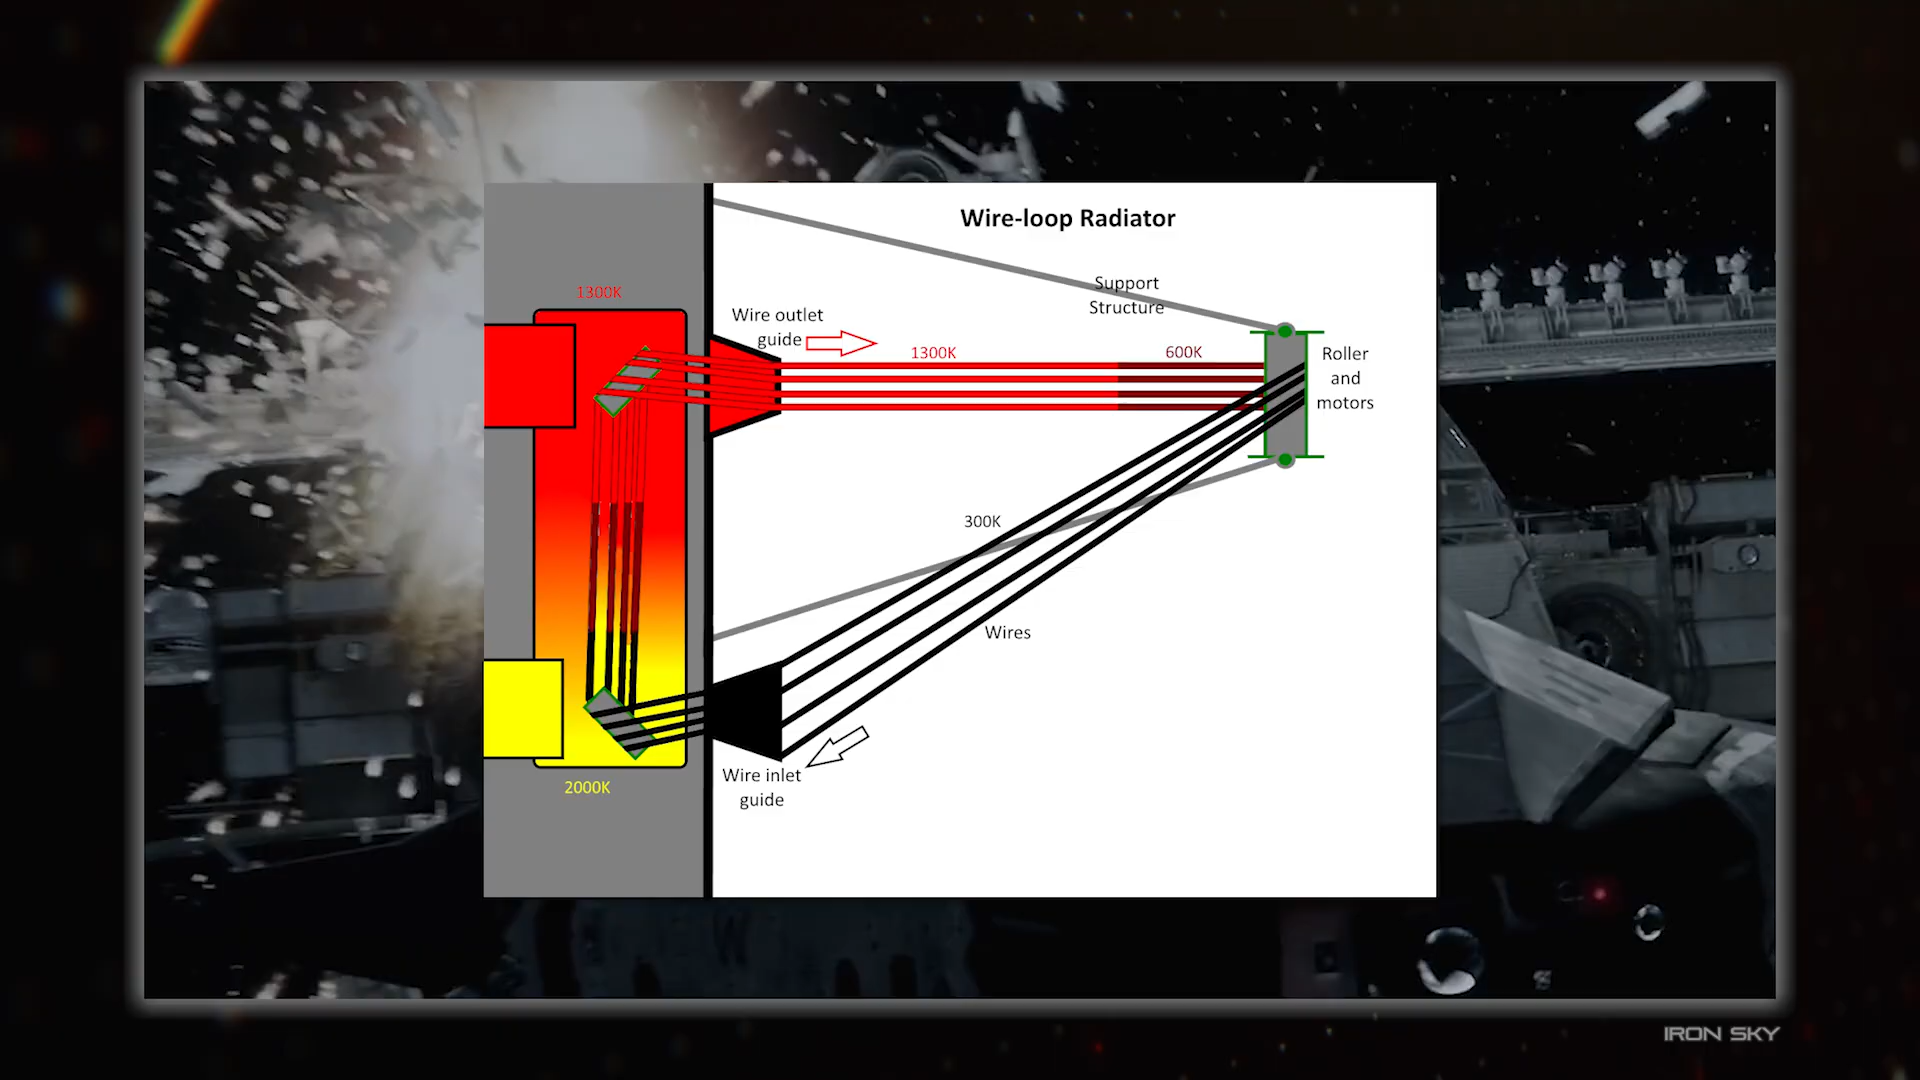 Wire-loop Radiator
Support
Structure
1300K
Wire outlet
guide
1300K
600K
Roller
and
motors
300K
Wires
Wire inlet
guide
2000K
IRON SKY